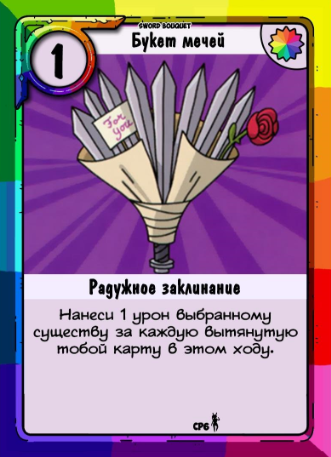 SWORD BOUQUET
Букет мечей
1
For
You
Радужное заклинание
Нанеси 1 урон выбранному
существу за каждую вытянутую
тобой карту в этом ходу.
CP6